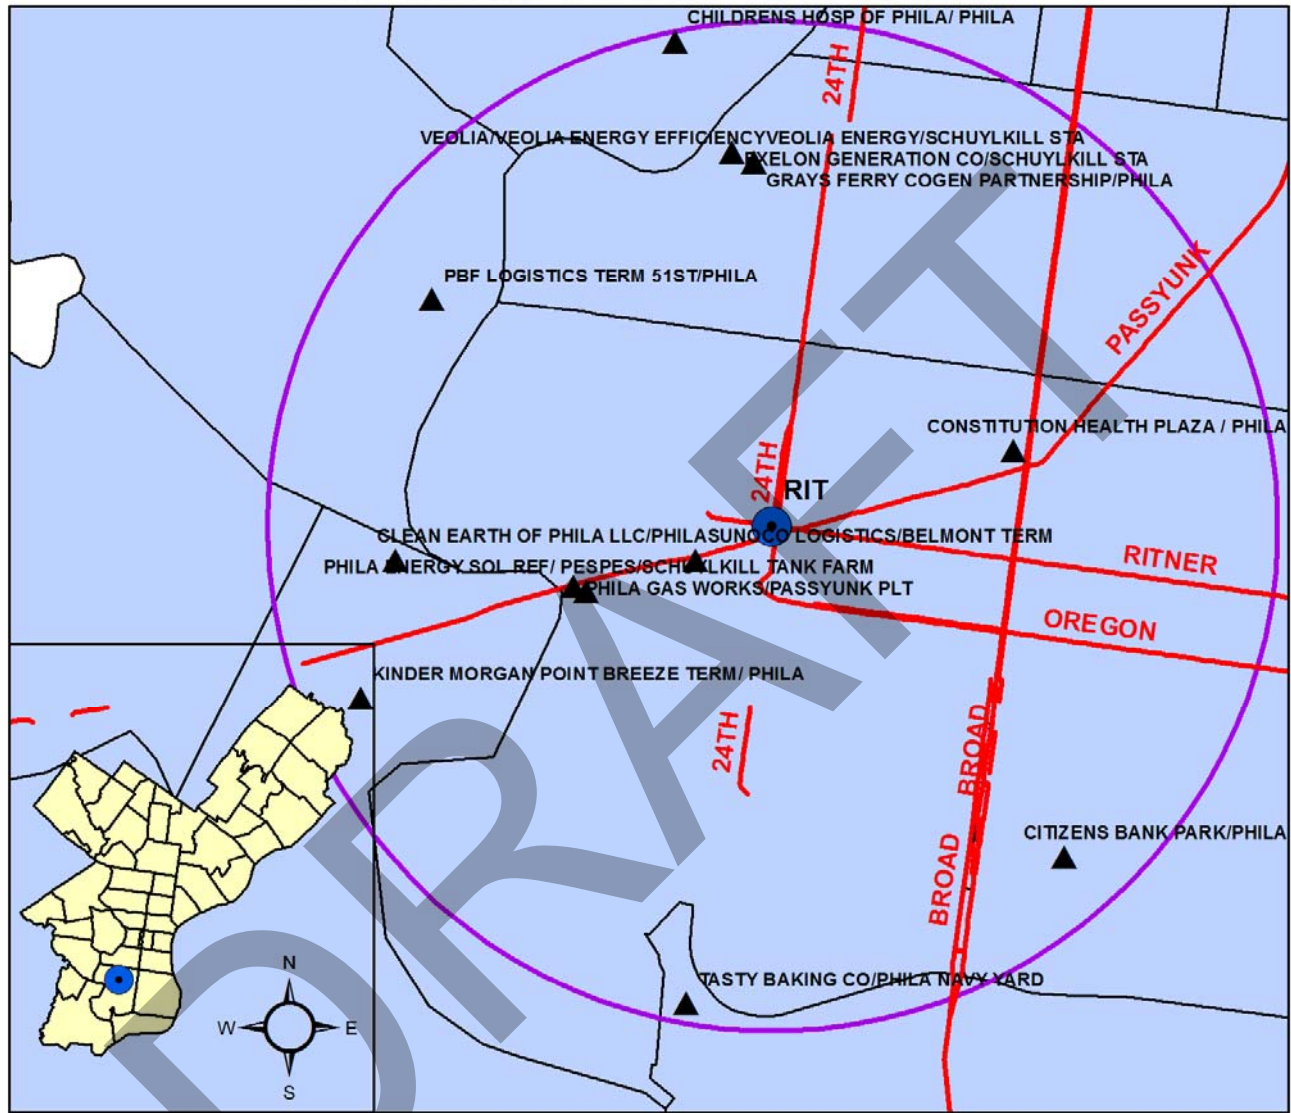 CHILDRENS HOSP OF PHILA/ PHILA
24TH
VEOLIA/VEOLIA ENERGY EFFICIENCYVEOLIA ENERGY/SCHUYLKILL STA
EXELON GENERATION CO/SCHUYLKILL STA
GRAYS FERRY COGEN PARTNERSHIP/PHILA
PASSYUNK
PBF LOGISTICS TERM 51ST/PHILA
CONSTITUTION HEALTH PLAZA / PHILA
24TH
RIT
CLEAN EARTH OF PHILA LLC/PHILASUNOCO LOGISTICS/BELMONT TERM
RITNER
PHILA ENERGY SOL REF/ PESPES/SCHUYLKILL TANK FARM
PHILA GAS WORKS/PASSYUNK PLT
OREGON
KINDER MORGAN POINT BREEZE TERM/ PHILA
24TH
BROAD
CITIZENS BANK PARK/PHILA
BROAD
TASTY BAKING CO/PHILA NAVY YARD
N
W
E
S
DRAFT